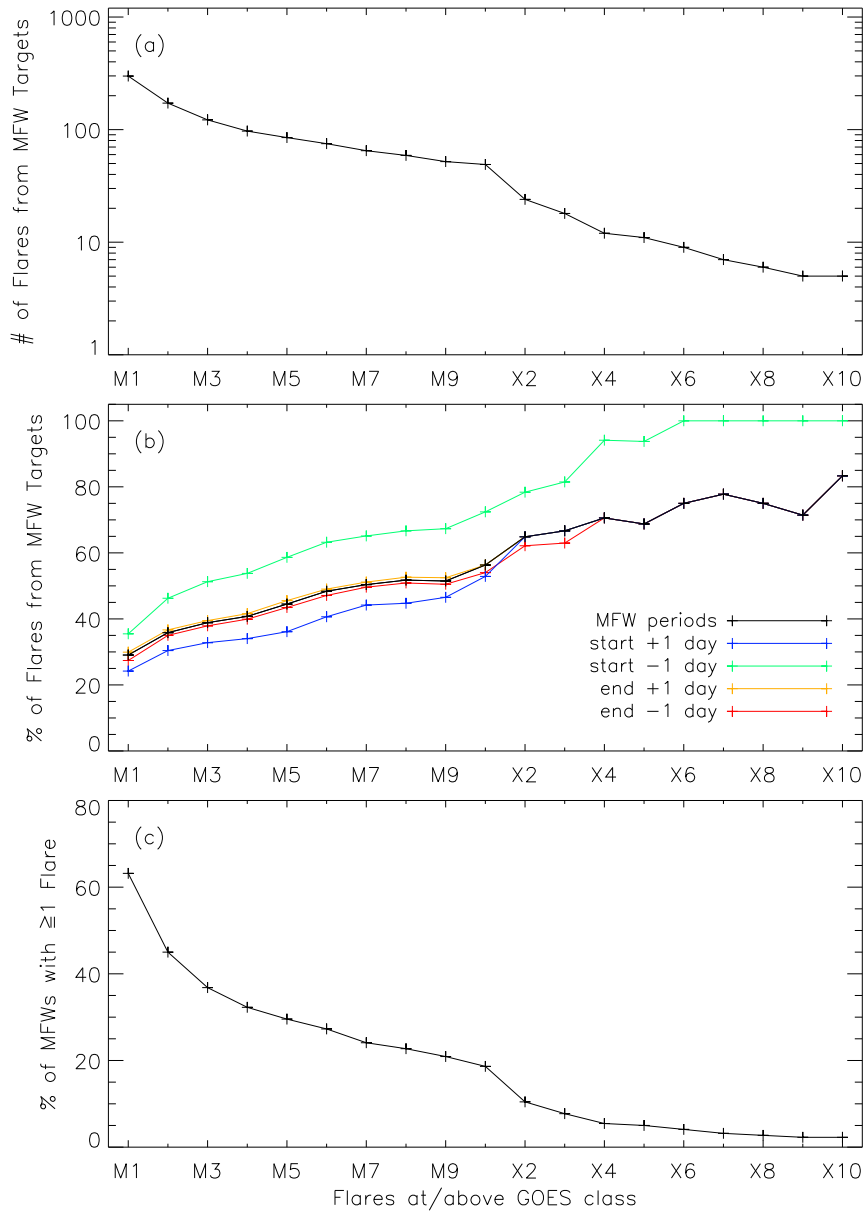 # of Flares from MFW Targets
1000
100
10
1
(a)
M1 M3 M5 M7 M9 X2 X4 X6 X8 X10
% of Flares from MFW Targets
100
80
60
40
20
0
(b)
MFW periods
start +1 day
start −1 day
end +1 day
end −1 day
M1 M3 M5 M7 M9 X2 X4 X6 X8 X10
% of MFWs with ≧1 Flare
80
60
40
20
0
(c)
M1 M3 M5 M7 M9 X2 X4 X6 X8 X10
Flares at/above GOES class